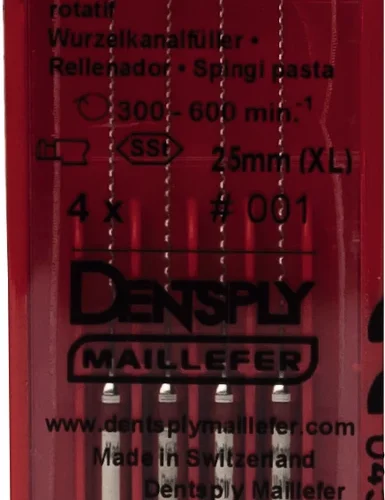 rotatif
Wurzelkanalfüller •
Rellenador • Spingi pasta
300 - 600 min.⁻¹
SSt 25mm (XL)
4 x # 001
DENTSPLY
MAILLEFER
www.dentsplymaillefer.com
Made in Switzerland
Dentsply Maillefer